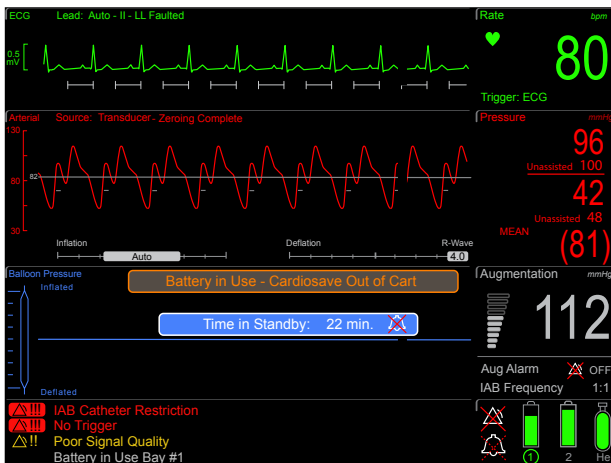 ECG Lead: Auto - II - LL Faulted
0.5
mV
Rate bpm
80
Trigger: ECG
Arterial Source: Transducer - Zeroing Complete
130
82
80
30
Inflation Deflation R-Wave
Auto 4.0
Pressure mmHg
96
Unassisted 100
42
Unassisted 48
MEAN
(81)
Balloon Pressure
Inflated
Battery in Use - Cardiosave Out of Cart
Time in Standby: 22 min.
Deflated
Augmentation mmHg
112
Aug Alarm OFF
IAB Frequency 1:1
!!! IAB Catheter Restriction
!!! No Trigger
!! Poor Signal Quality
Battery in Use Bay #1
1 2 He